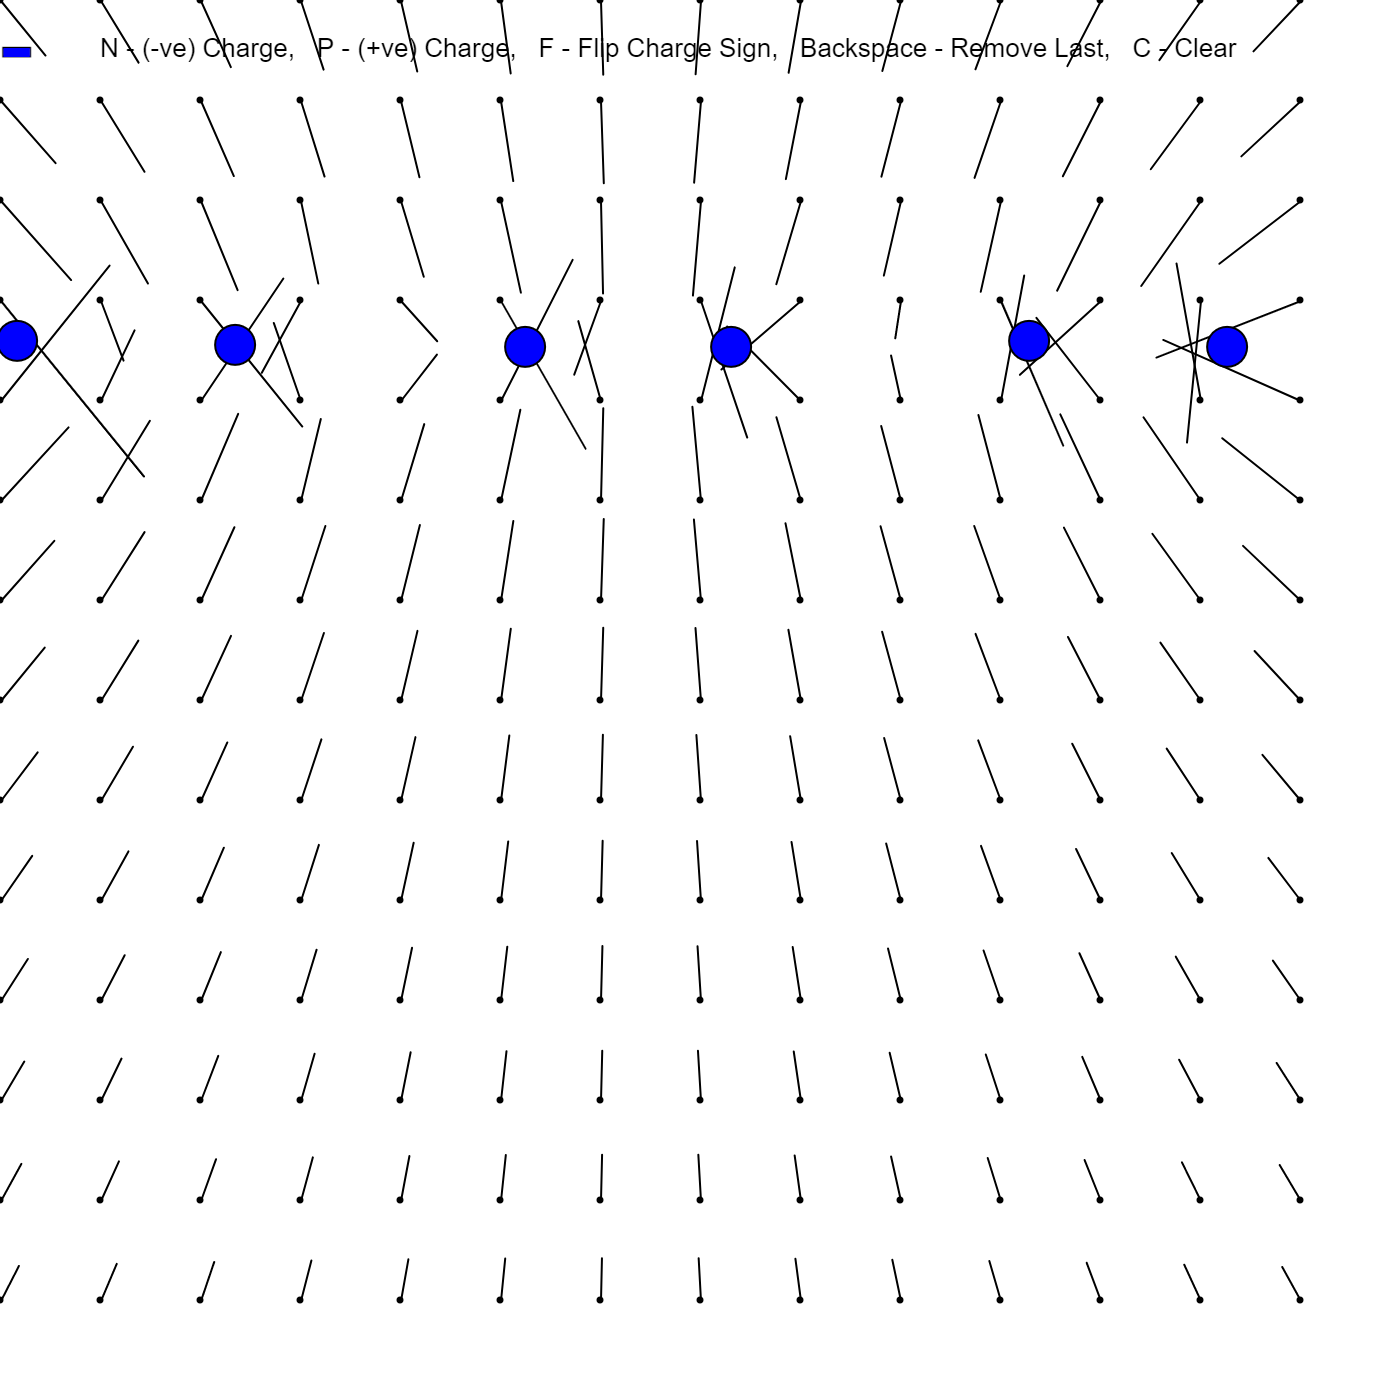 N - (-ve) Charge,   P - (+ve) Charge,   F - Flip Charge Sign,   Backspace - Remove Last,   C - Clear